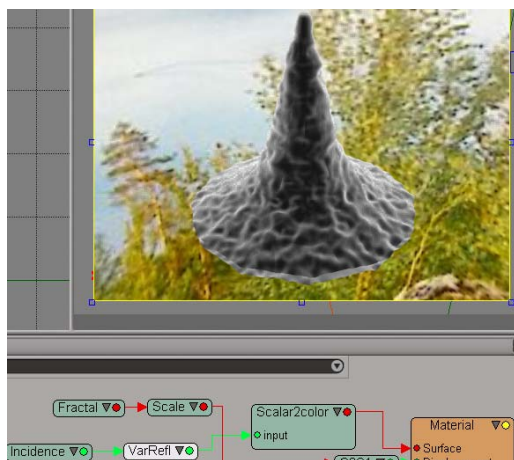 Fractal
Scale
Scalar2color
input
Incidence
VarRefl
Material
Surface